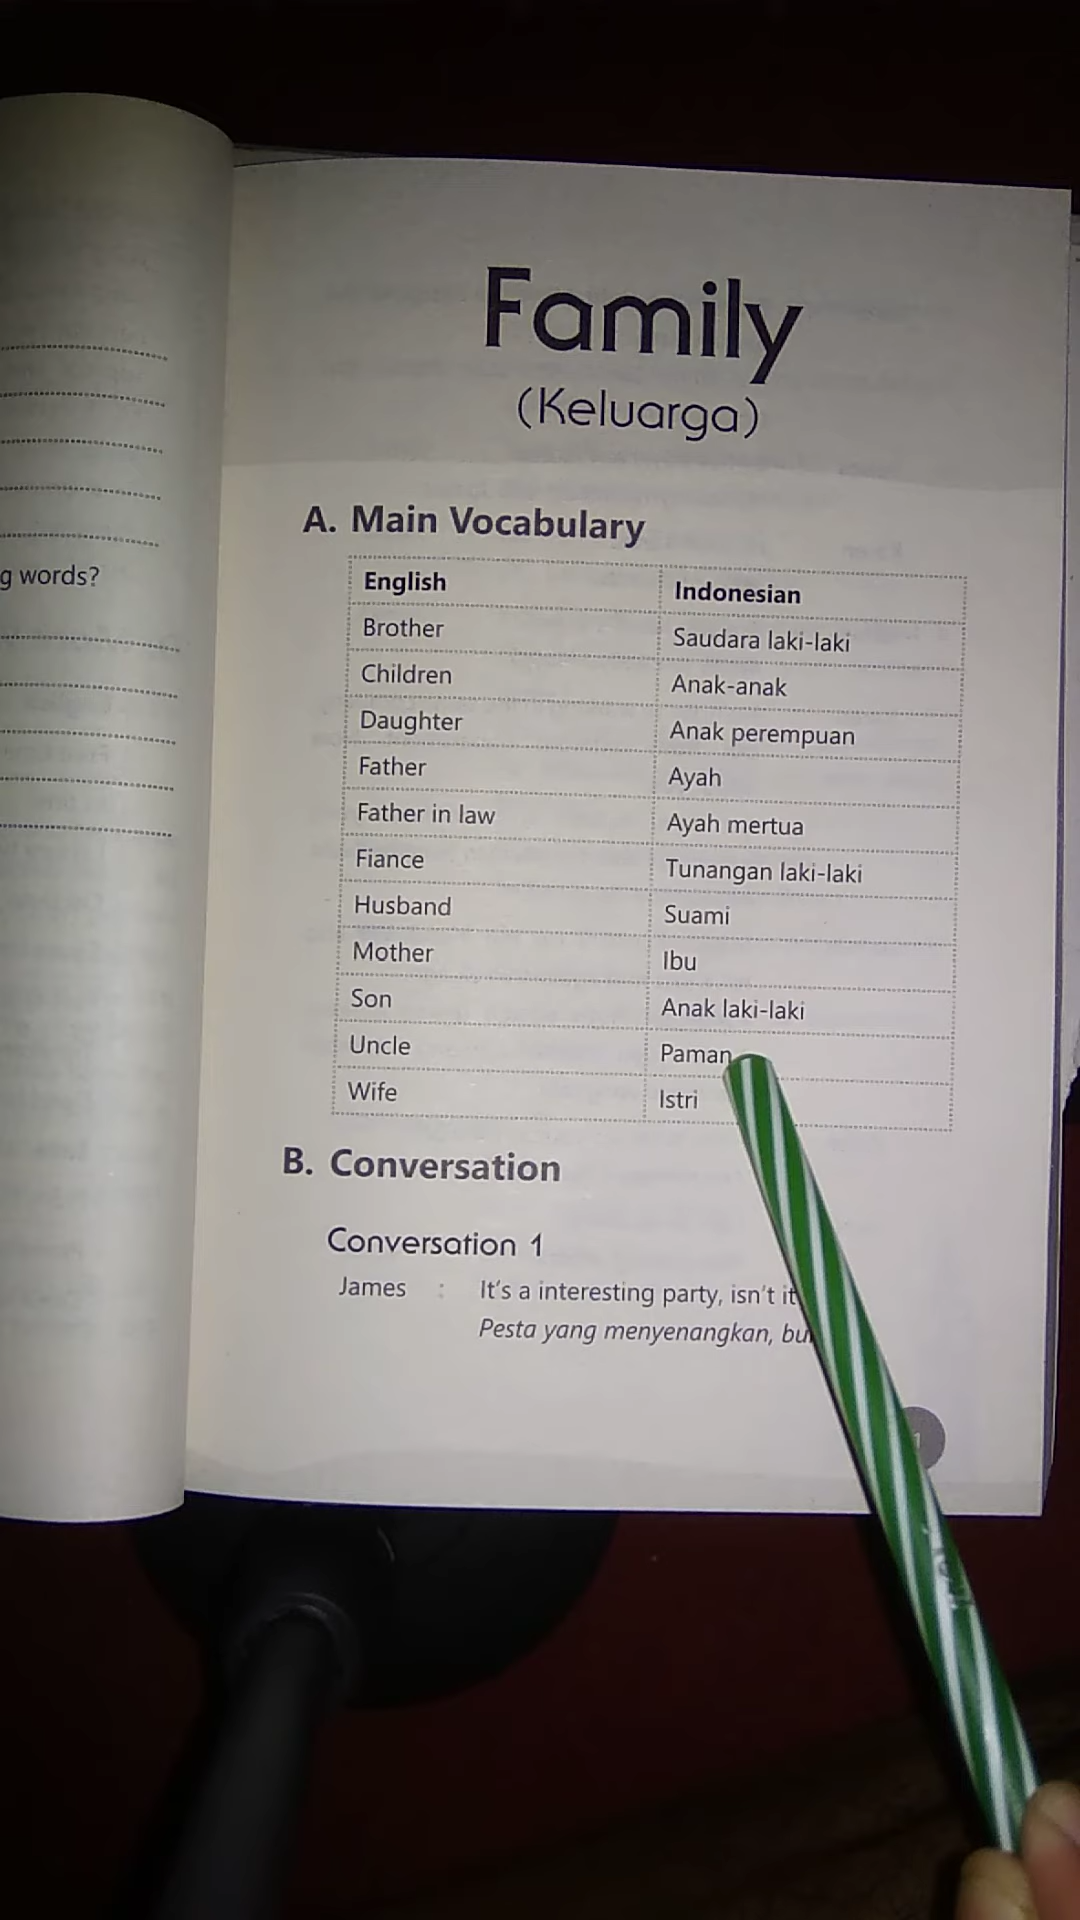 g words?
Family
(Keluarga)
A. Main Vocabulary
English Indonesian
Brother Saudara laki-laki
Children Anak-anak
Daughter Anak perempuan
Father Ayah
Father in law Ayah mertua
Fiance Tunangan laki-laki
Husband Suami
Mother Ibu
Son Anak laki-laki
Uncle Paman
Wife Istri
B. Conversation
Conversation 1
James : It's a interesting party, isn't it
Pesta yang menyenangkan,